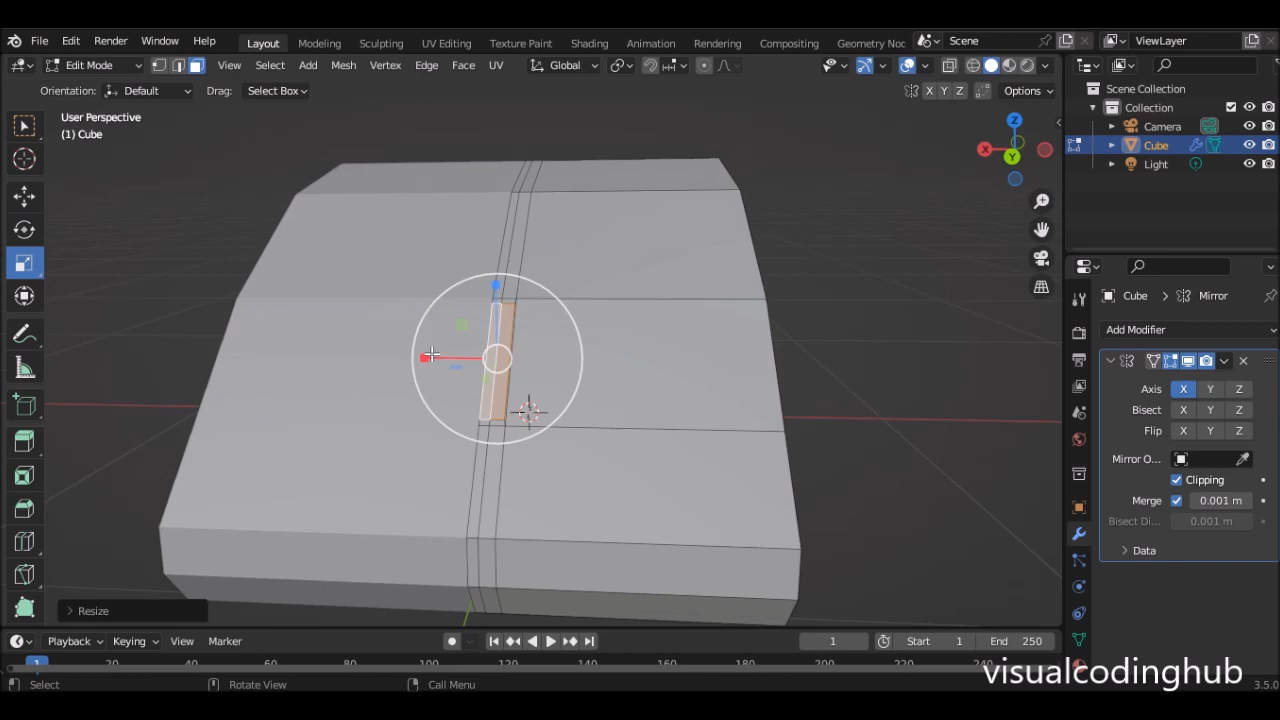 File Edit Render Window Help Layout Modeling Sculpting UV Editing Texture Paint Shading Animation Rendering Compositing Geometry Noc Scene ViewLayer
Edit Mode View Select Add Mesh Vertex Edge Face UV Global
Orientation: Default Drag: Select Box X Y Z Options
User Perspective
(1) Cube
Z
X
Y
Scene Collection
Collection
Camera
Cube
Light
Cube > Mirror
Add Modifier
Axis X Y Z
Bisect X Y Z
Flip X Y Z
Mirror O...
Clipping
Merge 0.001 m
Bisect Di... 0.001 m
Data
Resize
Playback Keying View Marker 1 Start 1 End 250
1 20 40 60 80 100 120 140 160 180 200 220 240
visualcodinghub
Select Rotate View Call Menu 3.5.0